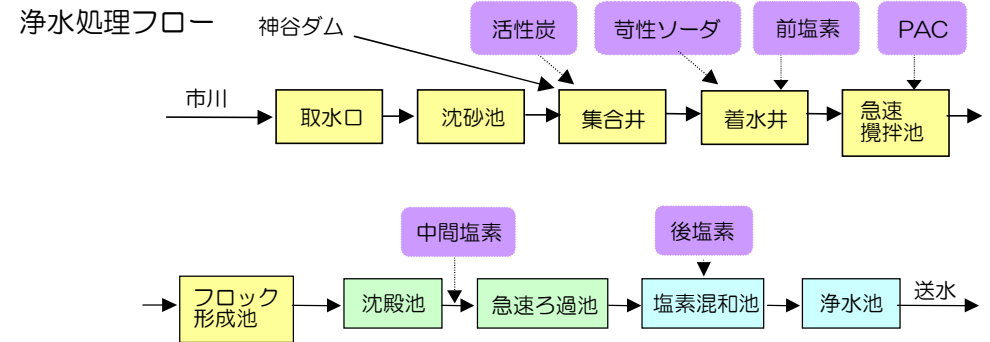 浄水処理フロー
神谷ダム
活性炭
苛性ソーダ
前塩素
PAC
市川
取水口
沈砂池
集合井
着水井
急速
攪拌池
中間塩素
後塩素
フロック
形成池
沈殿池
急速ろ過池
塩素混和池
浄水池
送水